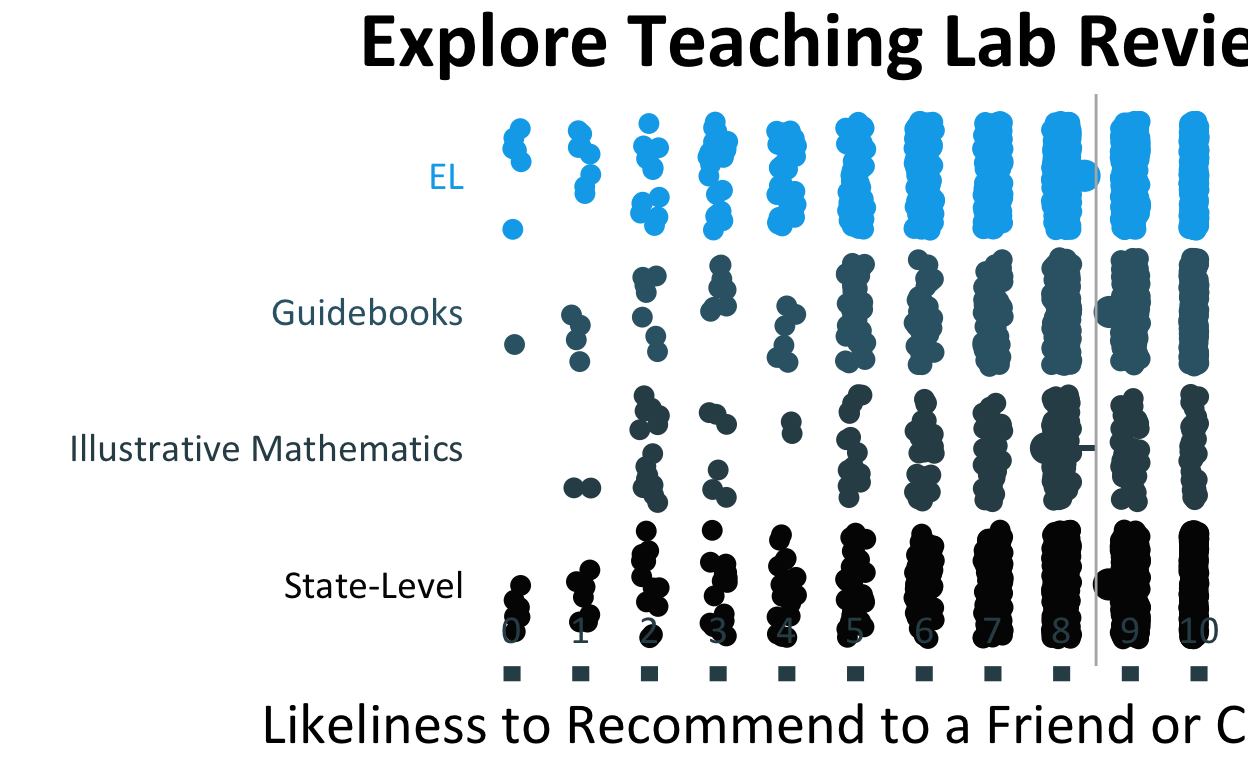 Explore Teaching Lab Revie
EL
Guidebooks
Illustrative Mathematics
State-Level
0 1 2 3 4 5 6 7 8 9 10
Likeliness to Recommend to a Friend or C